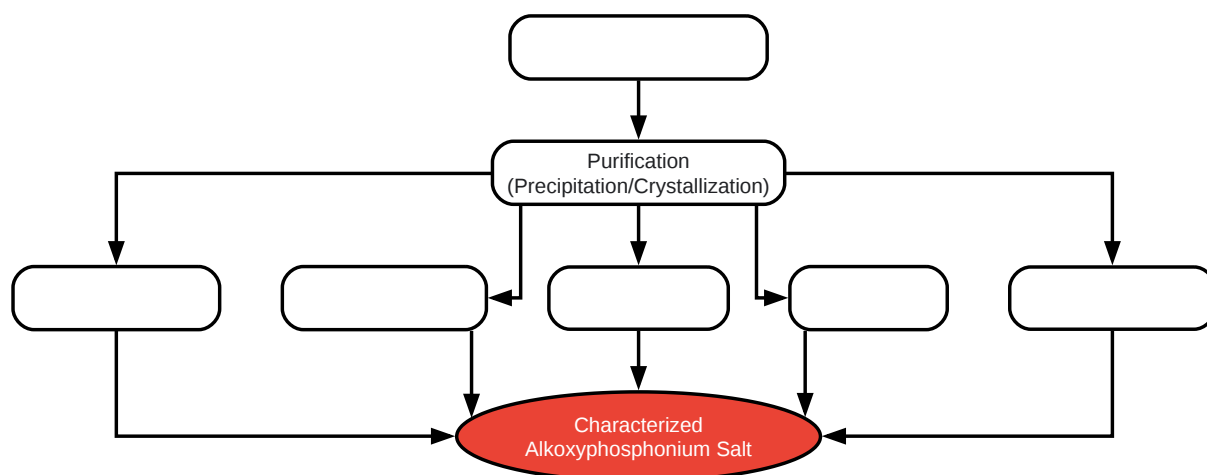 Purification
(Precipitation/Crystallization)
Characterized
Alkoxyphosphonium Salt